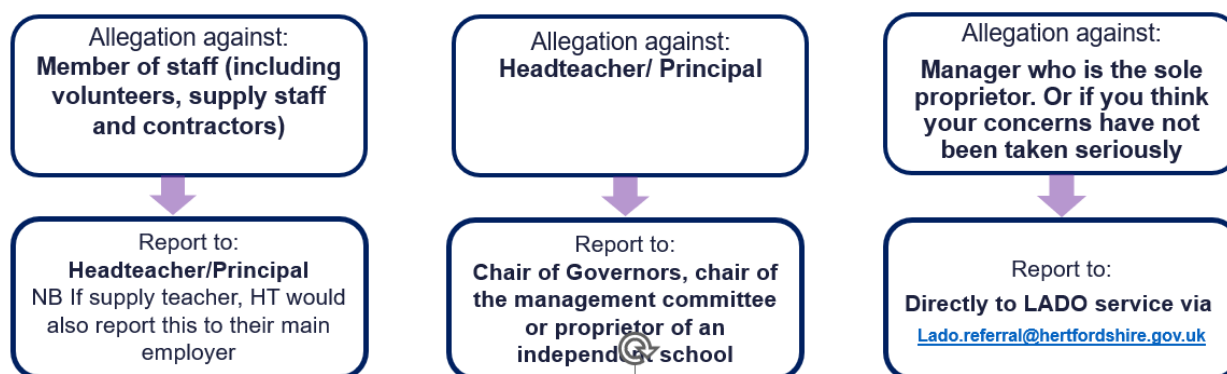 Allegation against:
Member of staff (including
volunteers, supply staff
and contractors)
Report to:
Headteacher/Principal
NB If supply teacher, HT would
also report this to their main
employer
Allegation against:
Headteacher/ Principal
Report to:
Chair of Governors, chair of
the management committee
or proprietor of an
independent school
Allegation against:
Manager who is the sole
proprietor. Or if you think
your concerns have not
been taken seriously
Report to:
Directly to LADO service via
Lado.referral@hertfordshire.gov.uk